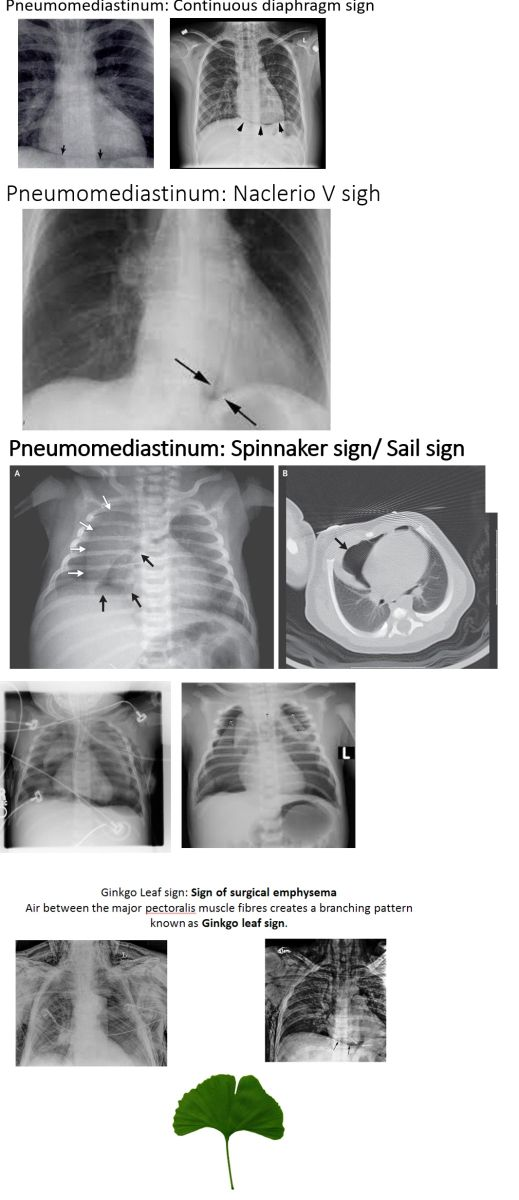 Pneumomediastinum: Continuous diaphragm sign
L
Pneumomediastinum: Naclerio V sigh
Pneumomediastinum: Spinnaker sign/ Sail sign
A
B
L
Ginkgo Leaf sign: Sign of surgical emphysema
Air between the major pectoralis muscle fibres creates a branching pattern
known as Ginkgo leaf sign.